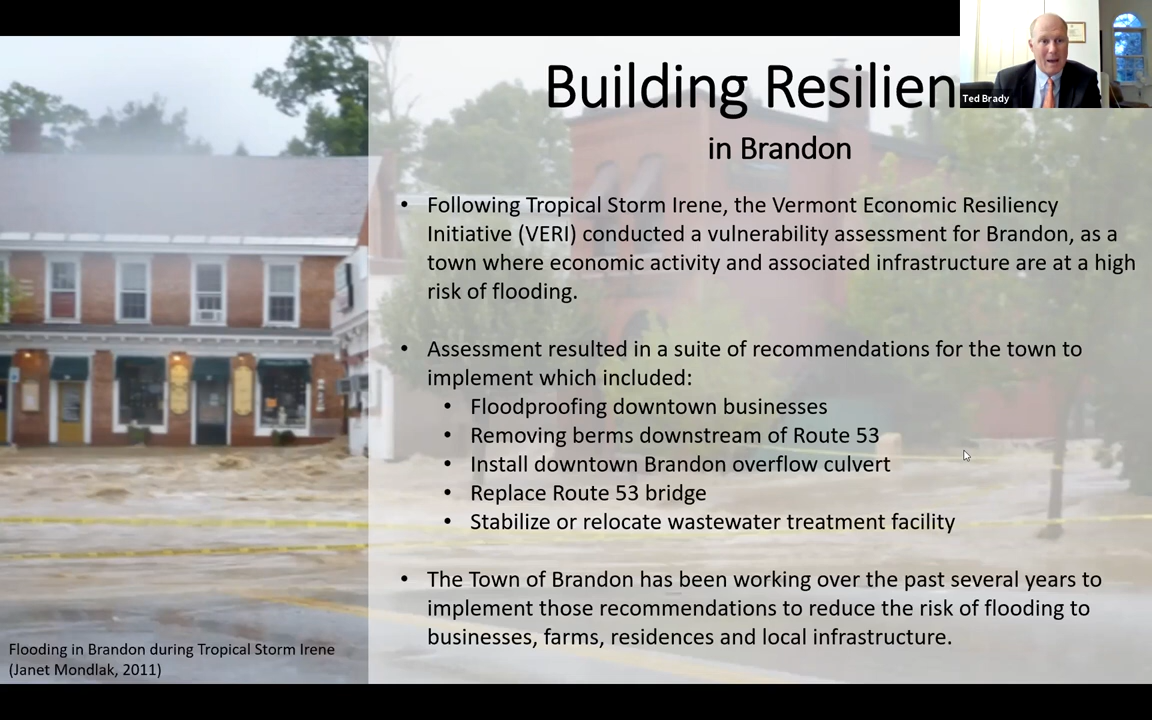 Building Resilien
Ted Brady
in Brandon
• Following Tropical Storm Irene, the Vermont Economic Resiliency
Initiative (VERI) conducted a vulnerability assessment for Brandon, as a
town where economic activity and associated infrastructure are at a high
risk of flooding.
• Assessment resulted in a suite of recommendations for the town to
implement which included:
• Floodproofing downtown businesses
• Removing berms downstream of Route 53
• Install downtown Brandon overflow culvert
• Replace Route 53 bridge
• Stabilize or relocate wastewater treatment facility
• The Town of Brandon has been working over the past several years to
implement those recommendations to reduce the risk of flooding to
businesses, farms, residences and local infrastructure.
Flooding in Brandon during Tropical Storm Irene
(Janet Mondlak, 2011)